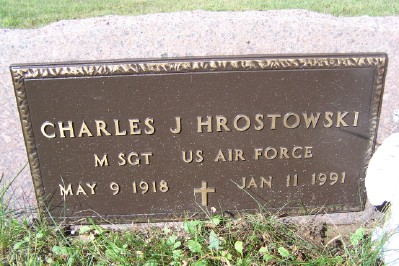 CHARLES J HROSTOWSKI
M SGT US AIR FORCE
MAY 9 1918 JAN 11 1991